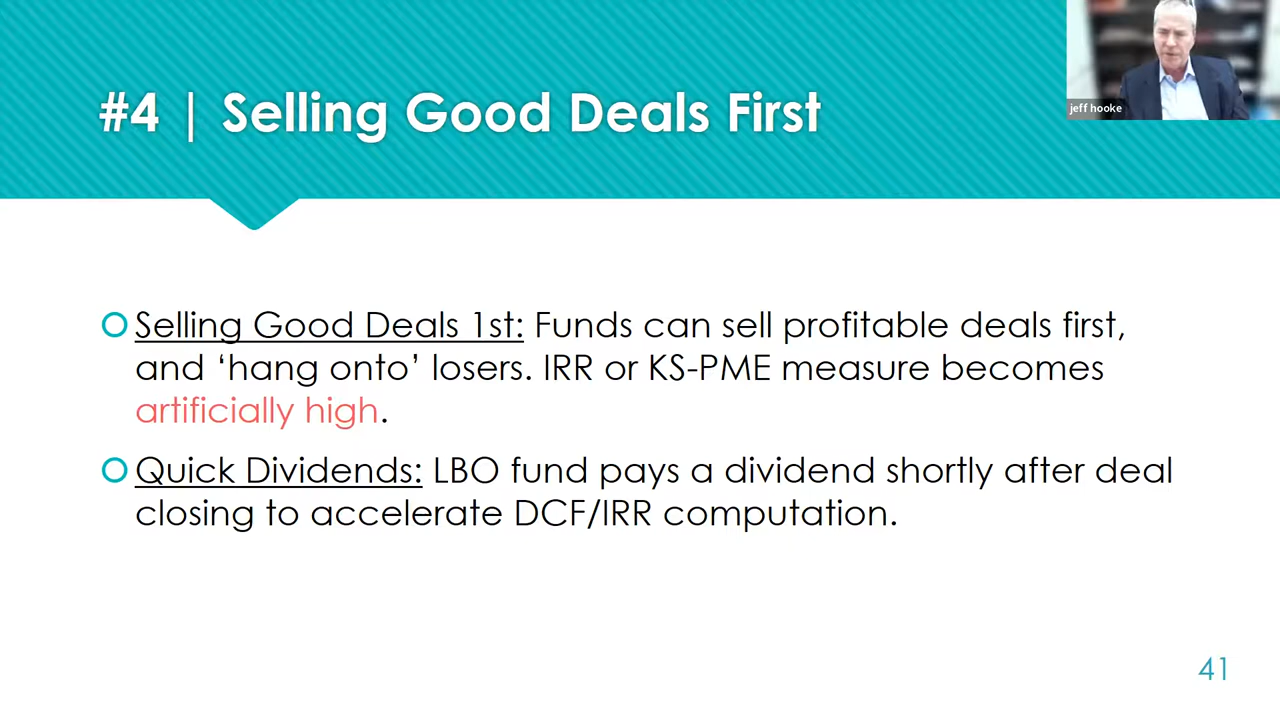 #4 | Selling Good Deals First
jeff hooke
Selling Good Deals 1st: Funds can sell profitable deals first,
and ‘hang onto’ losers. IRR or KS-PME measure becomes
artificially high.
Quick Dividends: LBO fund pays a dividend shortly after deal
closing to accelerate DCF/IRR computation.
41